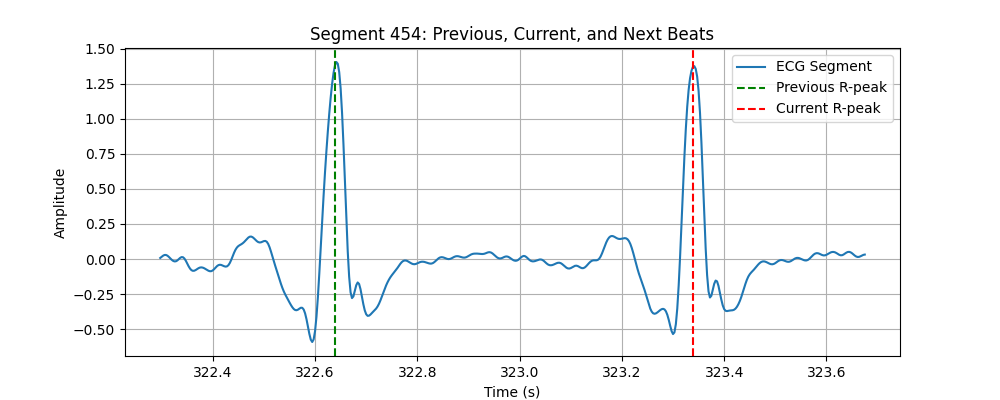 Segment 454: Previous, Current, and Next Beats
1.50
1.25
1.00
0.75
0.50
0.25
0.00
−0.25
−0.50
Amplitude
ECG Segment
Previous R-peak
Current R-peak
322.4 322.6 322.8 323.0 323.2 323.4 323.6
Time (s)